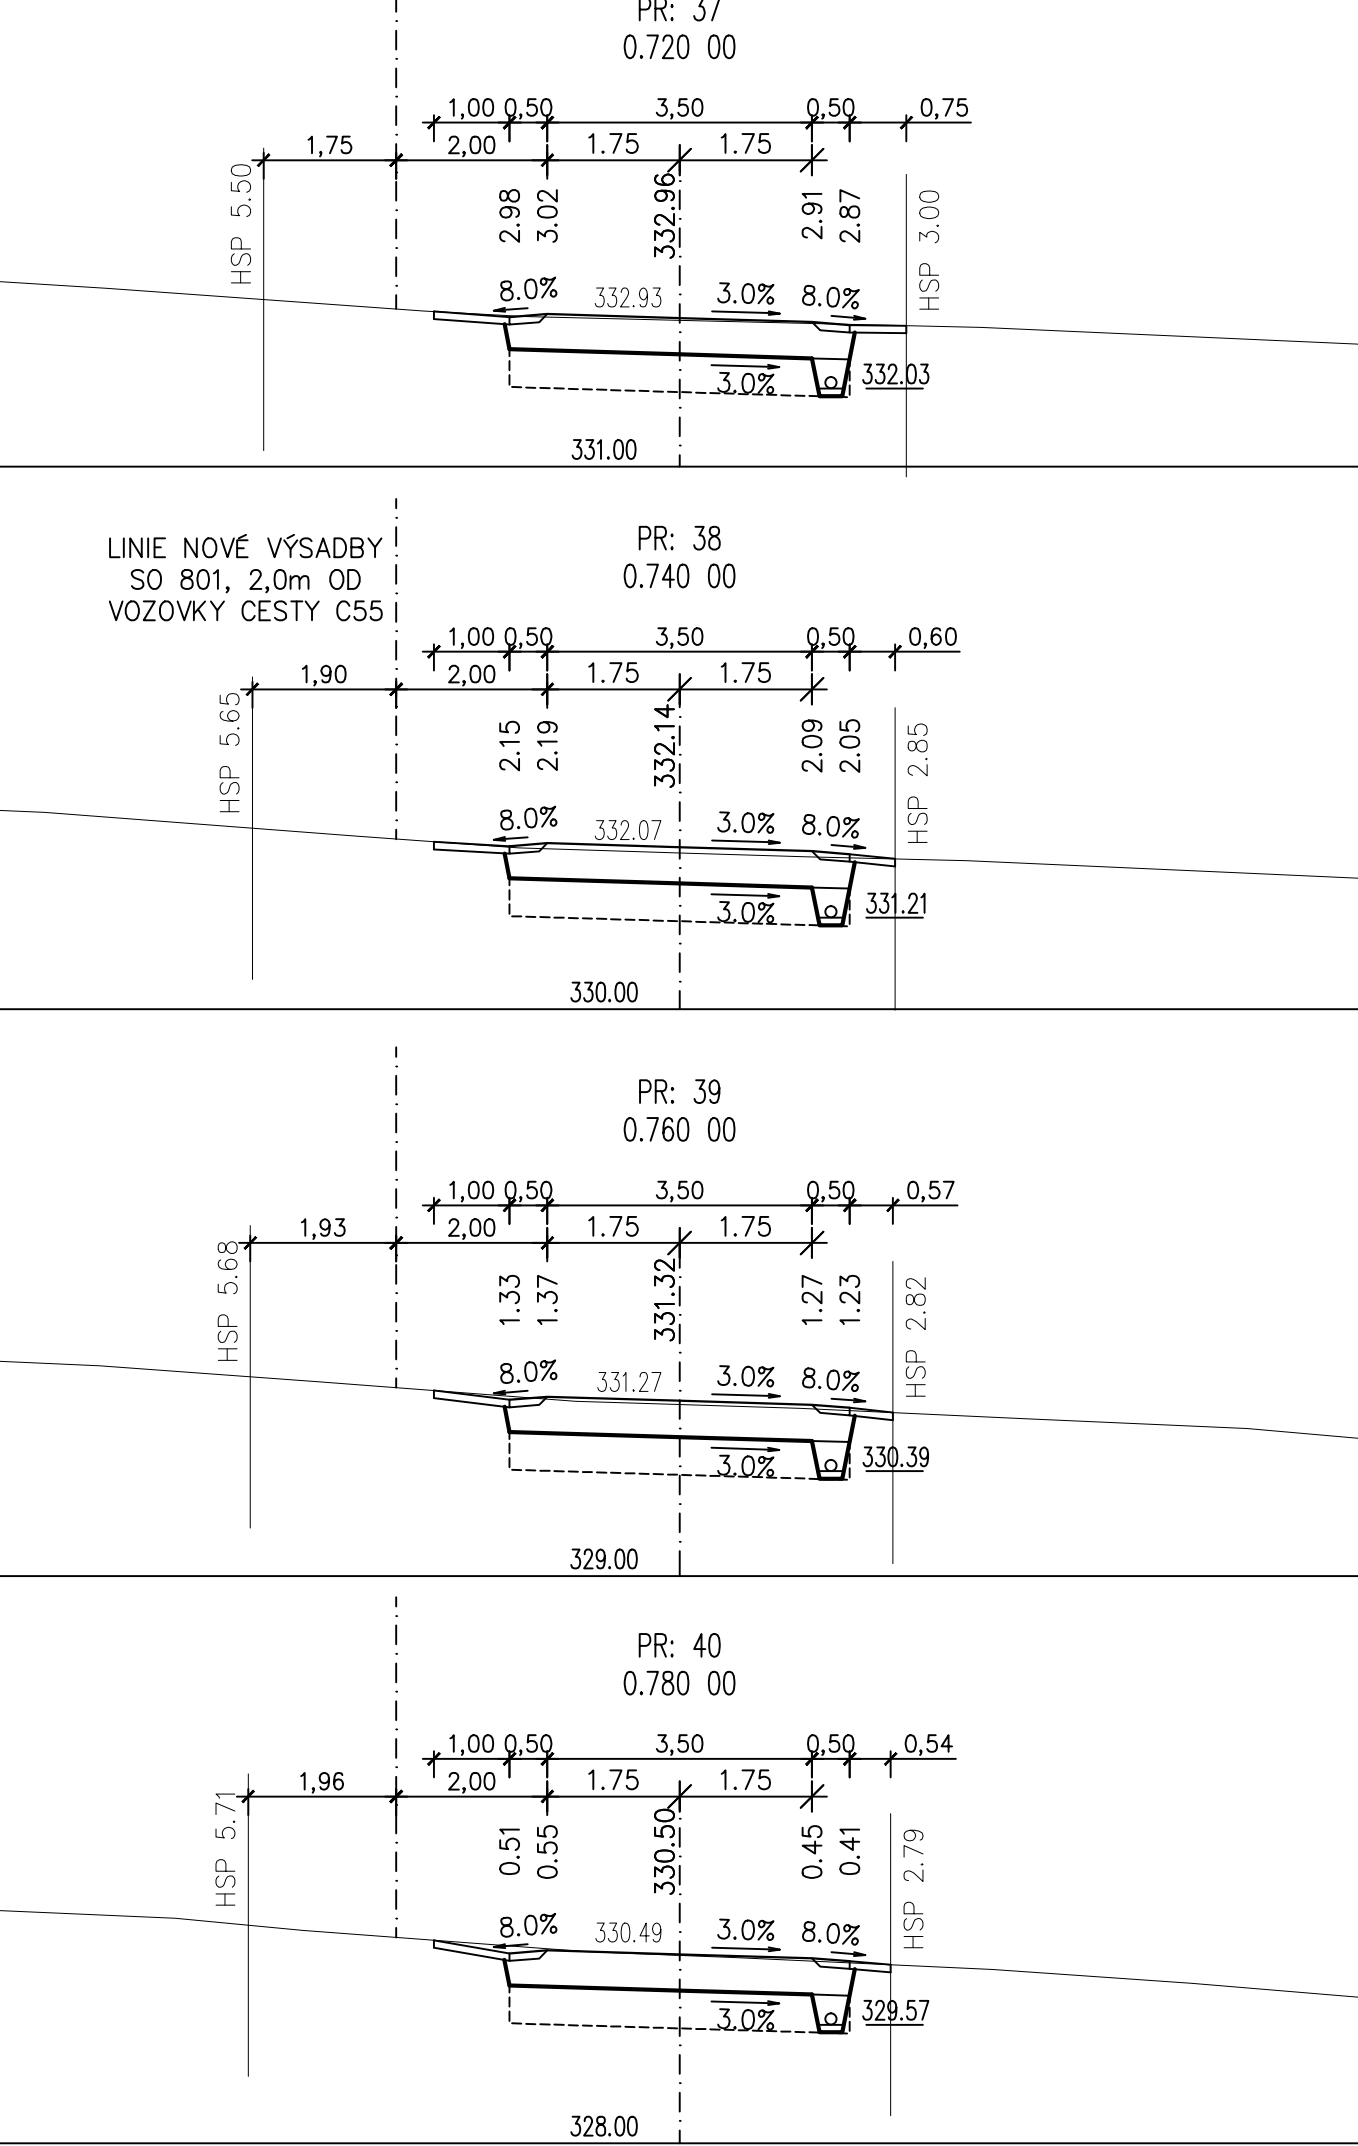 PR: 37
0.720 00
1,00 0,50 3,50 0,50 0,75
1,75 2,00 1.75 1.75
HSP 5.50
2.98
3.02
332.96
2.91
2.87
HSP 3.00
8.0% 332.93 3.0% 8.0%
3.0% 332.03
331.00
LINIE NOVÉ VÝSADBY
SO 801, 2,0m OD
VOZOVKY CESTY C55
PR: 38
0.740 00
1,00 0,50 3,50 0,50 0,60
1,90 2,00 1.75 1.75
HSP 5.65
2.15
2.19
332.14
2.09
2.05
HSP 2.85
8.0% 332.07 3.0% 8.0%
3.0% 331.21
330.00
PR: 39
0.760 00
1,00 0,50 3,50 0,50 0,57
1,93 2,00 1.75 1.75
HSP 5.68
1.33
1.37
331.32
1.27
1.23
HSP 2.82
8.0% 331.27 3.0% 8.0%
3.0% 330.39
329.00
PR: 40
0.780 00
1,00 0,50 3,50 0,50 0,54
1,96 2,00 1.75 1.75
HSP 5.71
0.51
0.55
330.50
0.45
0.41
HSP 2.79
8.0% 330.49 3.0% 8.0%
3.0% 329.57
328.00